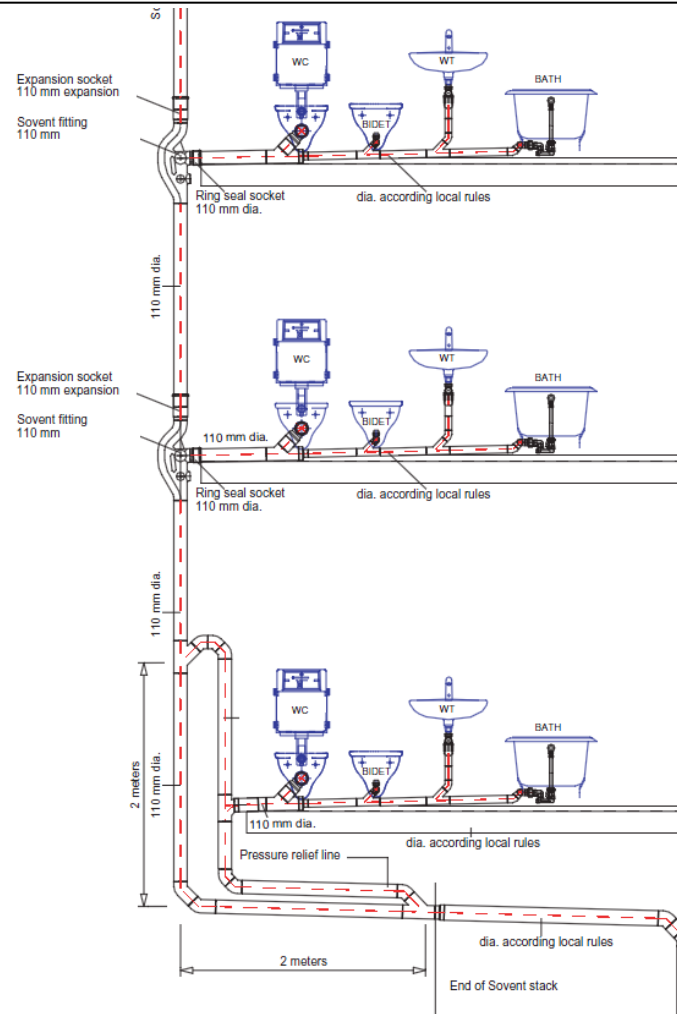 WC
WT
BATH
BIDET
Expansion socket
110 mm expansion
Sovent fitting
110 mm
Ring seal socket
110 mm dia.
dia. according local rules
110 mm dia.
WC
WT
BATH
BIDET
Expansion socket
110 mm expansion
Sovent fitting
110 mm
110 mm dia.
Ring seal socket
110 mm dia.
dia. according local rules
110 mm dia.
WC
WT
BATH
BIDET
2 meters
110 mm dia.
110 mm dia.
dia. according local rules
Pressure relief line
dia. according local rules
2 meters
End of Sovent stack